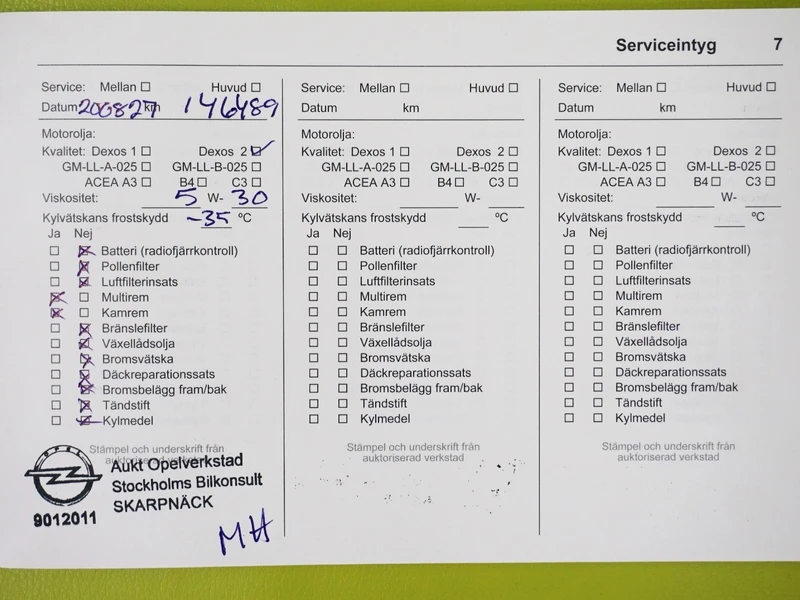 Serviceintyg 7
Service: Mellan ☐ Huvud ☐
Datum 200827 km 146489
Motorolja:
Kvalitet: Dexos 1 ☐ Dexos 2 ☑
GM-LL-A-025 ☐ GM-LL-B-025 ☐
ACEA A3 ☐ B4 ☐ C3 ☐
Viskositet: 5 W- 30
Kylvätskans frostskydd -35 °C
Ja Nej
☐ ☒ Batteri (radiofjärrkontroll)
☐ ☒ Pollenfilter
☐ ☒ Luftfilterinsats
☒ ☐ Multirem
☒ ☐ Kamrem
☐ ☒ Bränslefilter
☐ ☒ Växellådsolja
☐ ☒ Bromsvätska
☐ ☒ Däckreparationssats
☐ ☒ Bromsbelägg fram/bak
☐ ☒ Tändstift
☐ ☒ Kylmedel
Stämpel och underskrift från
auktoriserad verkstad
OPEL
Aukt Opelverkstad
Stockholms Bilkonsult
SKARPNÄCK
9012011
MH
Service: Mellan ☐ Huvud ☐
Datum km
Motorolja:
Kvalitet: Dexos 1 ☐ Dexos 2 ☐
GM-LL-A-025 ☐ GM-LL-B-025 ☐
ACEA A3 ☐ B4 ☐ C3 ☐
Viskositet: W-
Kylvätskans frostskydd °C
Ja Nej
☐ ☐ Batteri (radiofjärrkontroll)
☐ ☐ Pollenfilter
☐ ☐ Luftfilterinsats
☐ ☐ Multirem
☐ ☐ Kamrem
☐ ☐ Bränslefilter
☐ ☐ Växellådsolja
☐ ☐ Bromsvätska
☐ ☐ Däckreparationssats
☐ ☐ Bromsbelägg fram/bak
☐ ☐ Tändstift
☐ ☐ Kylmedel
Stämpel och underskrift från
auktoriserad verkstad
Service: Mellan ☐ Huvud ☐
Datum km
Motorolja:
Kvalitet: Dexos 1 ☐ Dexos 2 ☐
GM-LL-A-025 ☐ GM-LL-B-025 ☐
ACEA A3 ☐ B4 ☐ C3 ☐
Viskositet: W-
Kylvätskans frostskydd °C
Ja Nej
☐ ☐ Batteri (radiofjärrkontroll)
☐ ☐ Pollenfilter
☐ ☐ Luftfilterinsats
☐ ☐ Multirem
☐ ☐ Kamrem
☐ ☐ Bränslefilter
☐ ☐ Växellådsolja
☐ ☐ Bromsvätska
☐ ☐ Däckreparationssats
☐ ☐ Bromsbelägg fram/bak
☐ ☐ Tändstift
☐ ☐ Kylmedel
Stämpel och underskrift från
auktoriserad verkstad